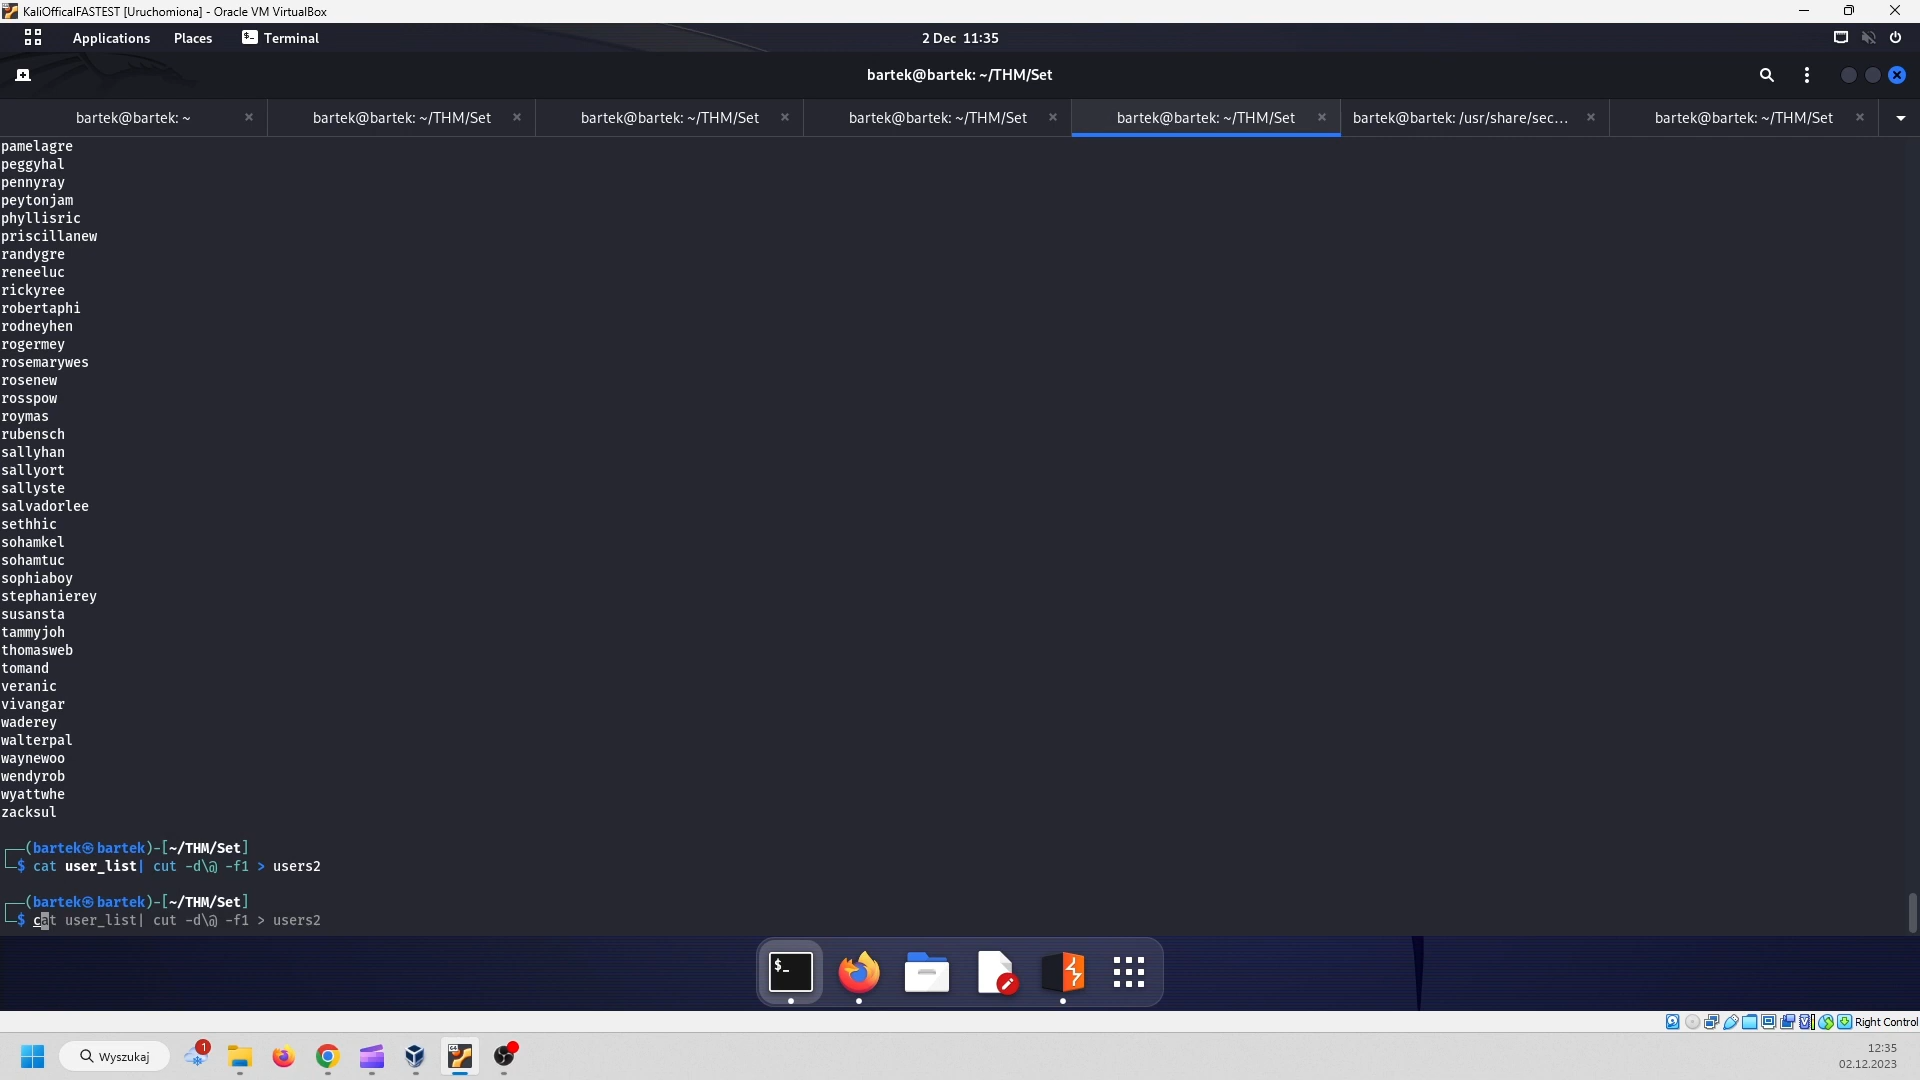 KaliOfficalFASTEST [Uruchomiona] - Oracle VM VirtualBox
Applications Places Terminal 2 Dec 11:35
bartek@bartek: ~/THM/Set
bartek@bartek: ~ bartek@bartek: ~/THM/Set bartek@bartek: ~/THM/Set bartek@bartek: ~/THM/Set bartek@bartek: ~/THM/Set bartek@bartek: /usr/share/sec... bartek@bartek: ~/THM/Set
pamelagre
peggyhal
pennyray
peytonjam
phyllisric
priscillanew
randygre
reneeluc
rickyree
robertaphi
rodneyhen
rogermey
rosemarywes
rosenew
rosspow
roymas
rubensch
sallyhan
sallyort
sallyste
salvadorlee
sethhic
sohamkel
sohamtuc
sophiaboy
stephanierey
susansta
tammyjoh
thomasweb
tomand
veranic
vivangar
waderey
walterpal
waynewoo
wendyrob
wyattwhe
zacksul
┌──(bartek㉿bartek)-[~/THM/Set]
└─$ cat user_list| cut -d\@ -f1 > users2
┌──(bartek㉿bartek)-[~/THM/Set]
└─$ cat user_list| cut -d\@ -f1 > users2
$_
Right Control
Wyszukaj 1 64
12:35
02.12.2023